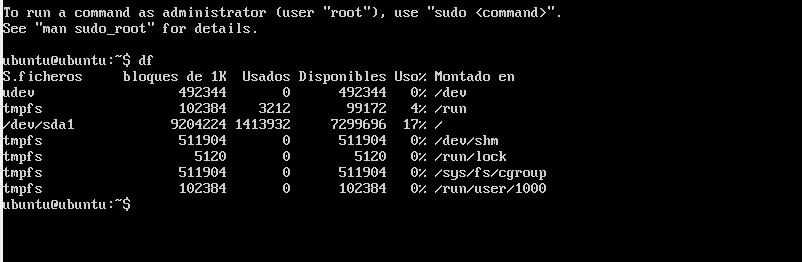 To run a command as administrator (user "root"), use "sudo <command>".
See "man sudo_root" for details.
ubuntu@ubuntu:~$ df
S.ficheros     bloques de 1K  Usados Disponibles Uso% Montado en
udev                  492344       0      492344   0% /dev
tmpfs                 102384    3212       99172   4% /run
/dev/sda1            9204224 1413932     7299696  17% /
tmpfs                 511904       0      511904   0% /dev/shm
tmpfs                   5120       0        5120   0% /run/lock
tmpfs                 511904       0      511904   0% /sys/fs/cgroup
tmpfs                 102384       0      102384   0% /run/user/1000
ubuntu@ubuntu:~$